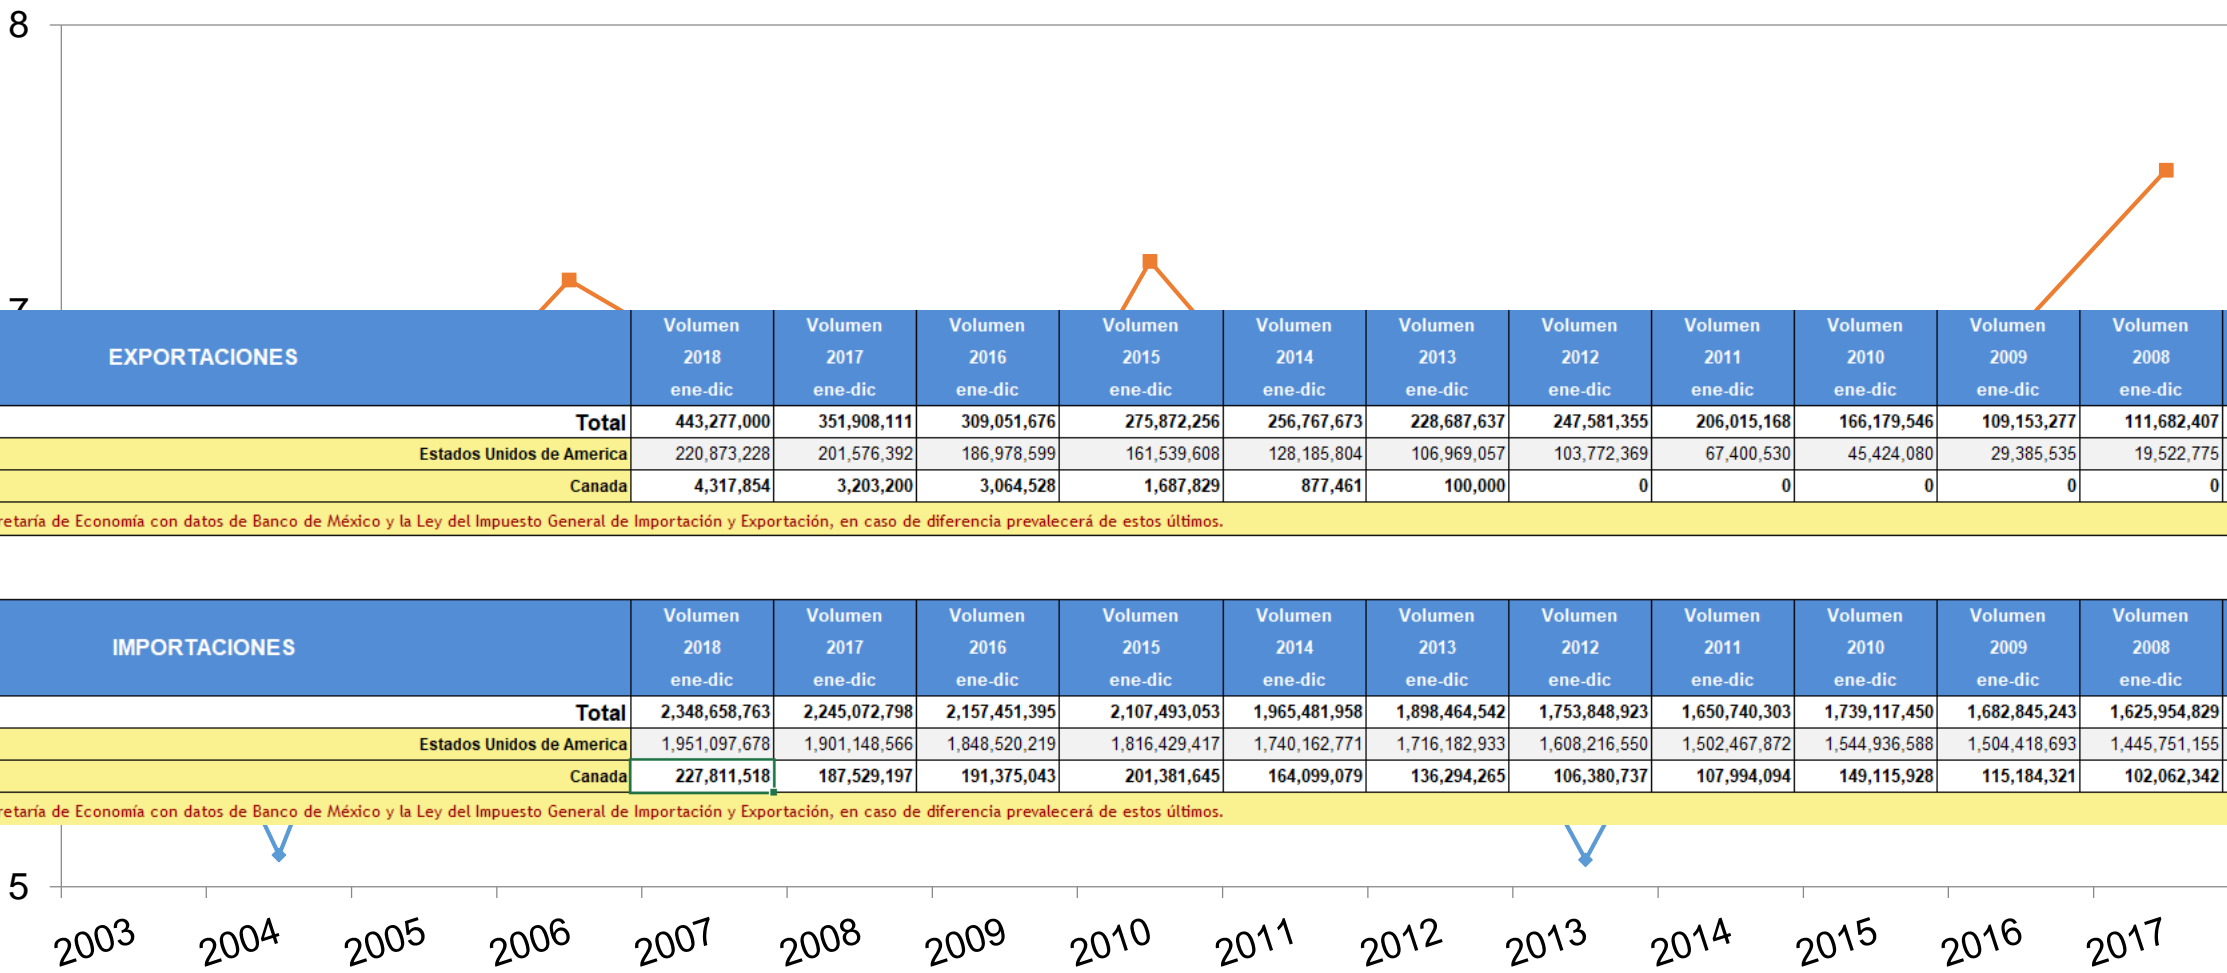 8
7
EXPORTACIONES
Volumen 2018 ene-dic Volumen 2017 ene-dic Volumen 2016 ene-dic Volumen 2015 ene-dic Volumen 2014 ene-dic Volumen 2013 ene-dic Volumen 2012 ene-dic Volumen 2011 ene-dic Volumen 2010 ene-dic Volumen 2009 ene-dic Volumen 2008 ene-dic
Total 443,277,000 351,908,111 309,051,676 275,872,256 256,767,673 228,687,637 247,581,355 206,015,168 166,179,546 109,153,277 111,682,407
Estados Unidos de America 220,873,228 201,576,392 186,978,599 161,539,608 128,185,804 106,969,057 103,772,369 67,400,530 45,424,080 29,385,535 19,522,775
Canada 4,317,854 3,203,200 3,064,528 1,687,829 877,461 100,000 0 0 0 0 0
retaría de Economía con datos de Banco de México y la Ley del Impuesto General de Importación y Exportación, en caso de diferencia prevalecerá de estos últimos.
IMPORTACIONES
Volumen 2018 ene-dic Volumen 2017 ene-dic Volumen 2016 ene-dic Volumen 2015 ene-dic Volumen 2014 ene-dic Volumen 2013 ene-dic Volumen 2012 ene-dic Volumen 2011 ene-dic Volumen 2010 ene-dic Volumen 2009 ene-dic Volumen 2008 ene-dic
Total 2,348,658,763 2,245,072,798 2,157,451,395 2,107,493,053 1,965,481,958 1,898,464,542 1,753,848,923 1,650,740,303 1,739,117,450 1,682,845,243 1,625,954,829
Estados Unidos de America 1,951,097,678 1,901,148,566 1,848,520,219 1,816,429,417 1,740,162,771 1,716,182,933 1,608,216,550 1,502,467,872 1,544,936,588 1,504,418,693 1,445,751,155
Canada 227,811,518 187,529,197 191,375,043 201,381,645 164,099,079 136,294,265 106,380,737 107,994,094 149,115,928 115,184,321 102,062,342
retaría de Economía con datos de Banco de México y la Ley del Impuesto General de Importación y Exportación, en caso de diferencia prevalecerá de estos últimos.
5
2003 2004 2005 2006 2007 2008 2009 2010 2011 2012 2013 2014 2015 2016 2017